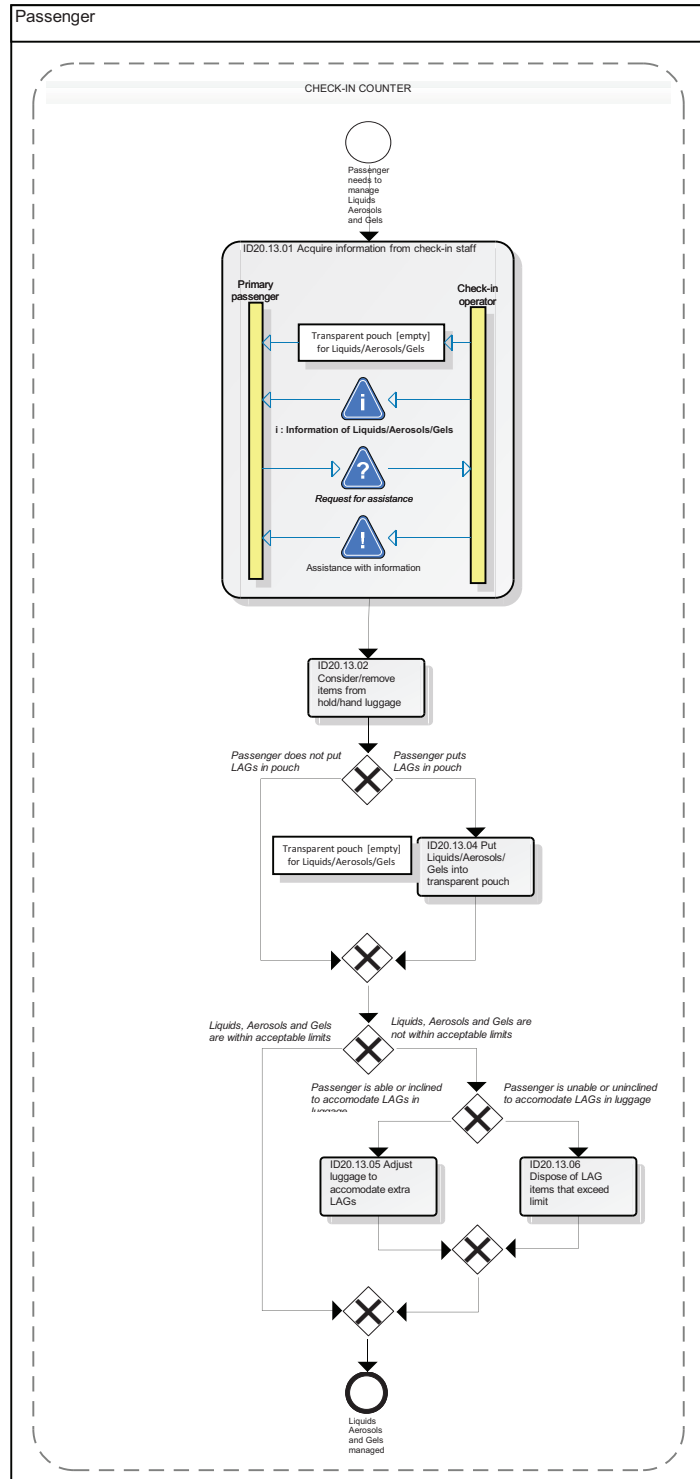 Passenger
CHECK-IN COUNTER
Passenger
needs to
manage
Liquids
Aerosols
and Gels
ID20.13.01 Acquire information from check-in staff
Primary
passenger
Check-in
operator
Transparent pouch [empty]
for Liquids/Aerosols/Gels
i
i : Information of Liquids/Aerosols/Gels
?
Request for assistance
!
Assistance with information
ID20.13.02
Consider/remove
items from
hold/hand luggage
Passenger does not put
LAGs in pouch
Passenger puts
LAGs in pouch
Transparent pouch [empty]
for Liquids/Aerosols/Gels
ID20.13.04 Put
Liquids/Aerosols/
Gels into
transparent pouch
Liquids, Aerosols and Gels
are within acceptable limits
Liquids, Aerosols and Gels are
not within acceptable limits
Passenger is able or inclined
to accomodate LAGs in
luggage
Passenger is unable or uninclined
to accomodate LAGs in luggage
ID20.13.05 Adjust
luggage to
accomodate extra
LAGs
ID20.13.06
Dispose of LAG
items that exceed
limit
Liquids
Aerosols
and Gels
managed